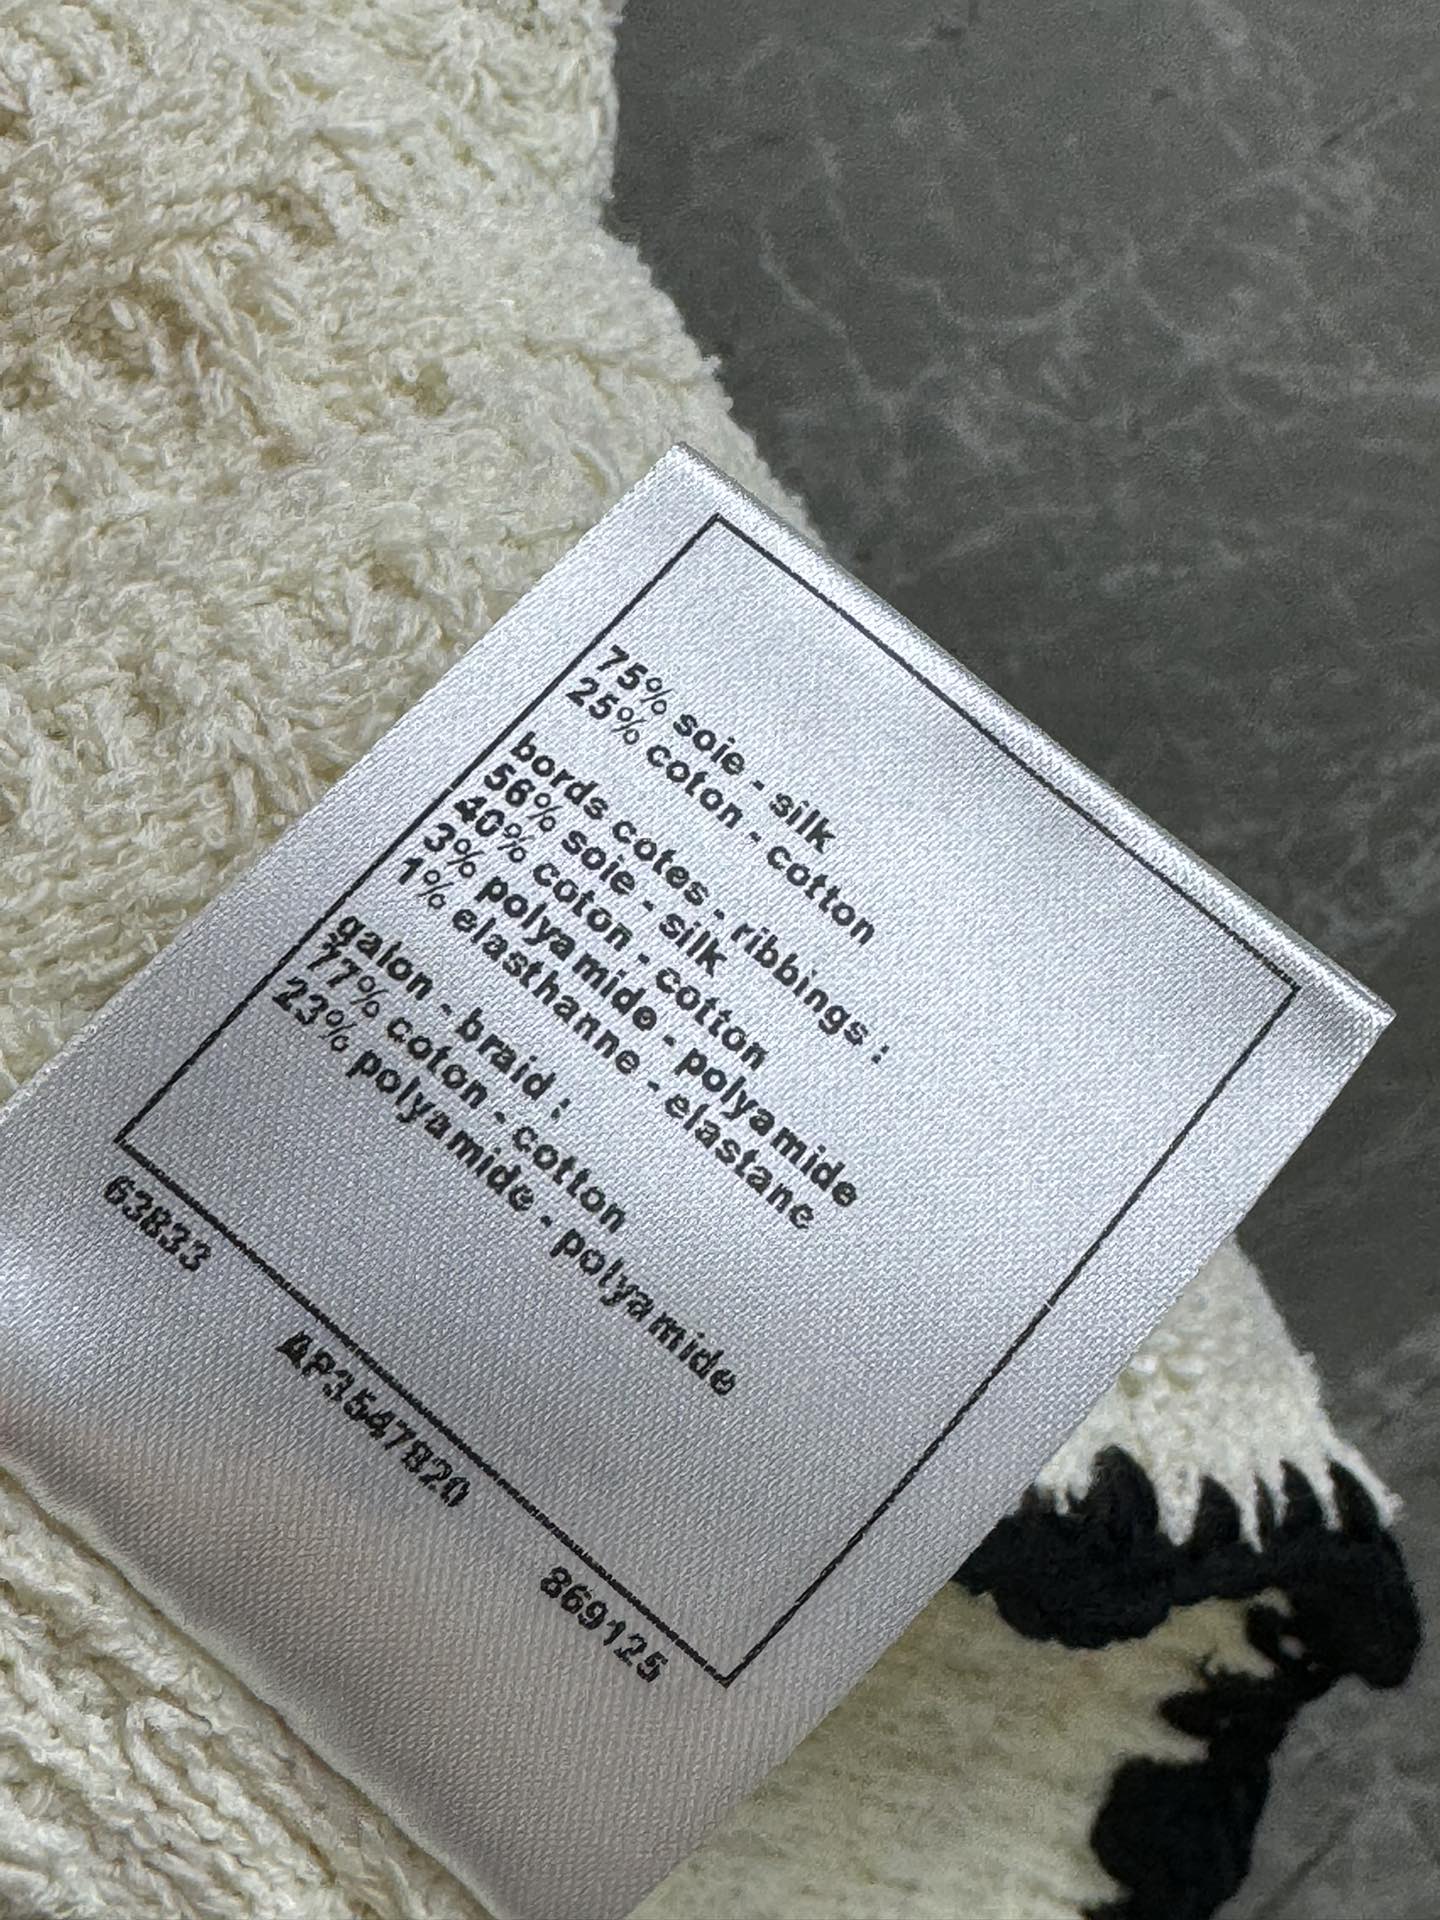 75% soie - silk
25% coton - cotton
bords cotes - ribbings :
56% soie - silk
40% coton - cotton
3% polyamide - polyamide
1% elasthanne - elastane
galon - braid :
77% coton - cotton
23% polyamide - polyamide
63833 AP3547820 869125